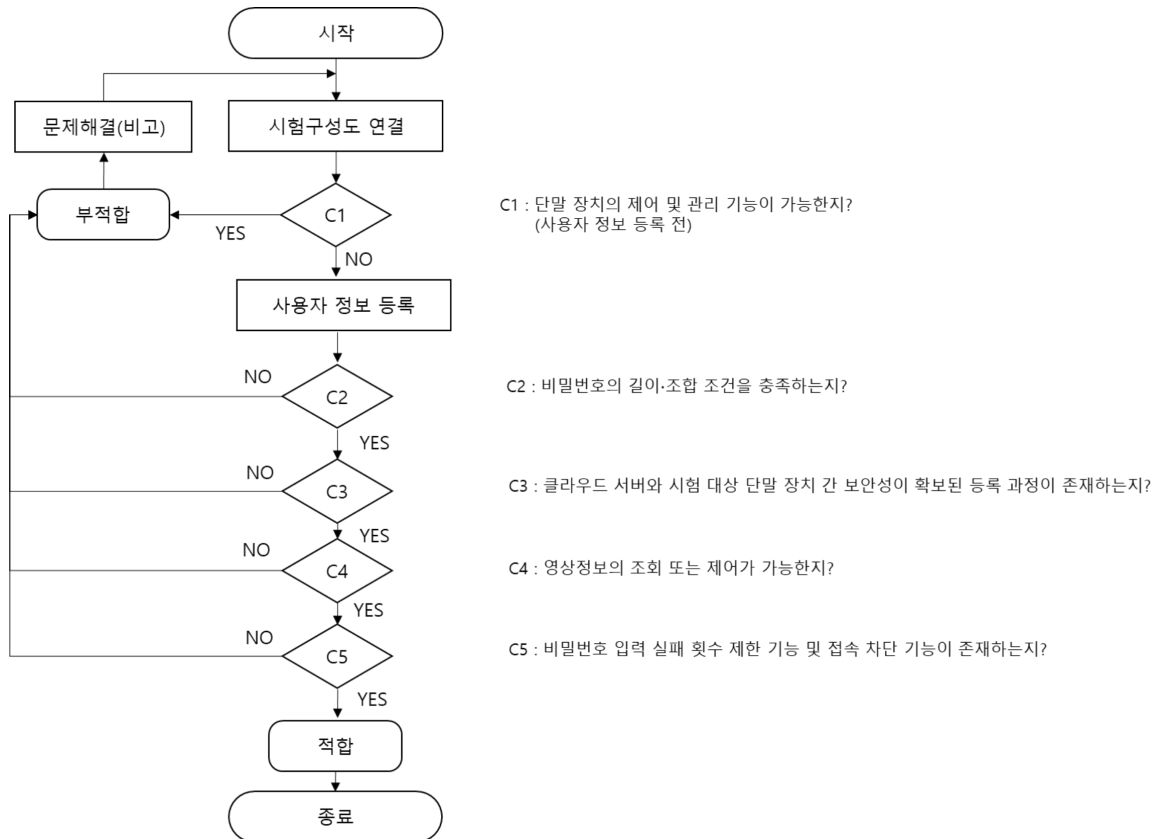 시작
문제해결(비고)
시험구성도 연결
부적합
C1
YES
NO
C1 : 단말 장치의 제어 및 관리 기능이 가능한지?
(사용자 정보 등록 전)
사용자 정보 등록
NO
C2
YES
C2 : 비밀번호의 길이·조합 조건을 충족하는지?
NO
C3
YES
C3 : 클라우드 서버와 시험 대상 단말 장치 간 보안성이 확보된 등록 과정이 존재하는지?
NO
C4
YES
C4 : 영상정보의 조회 또는 제어가 가능한지?
NO
C5
YES
C5 : 비밀번호 입력 실패 횟수 제한 기능 및 접속 차단 기능이 존재하는지?
적합
종료